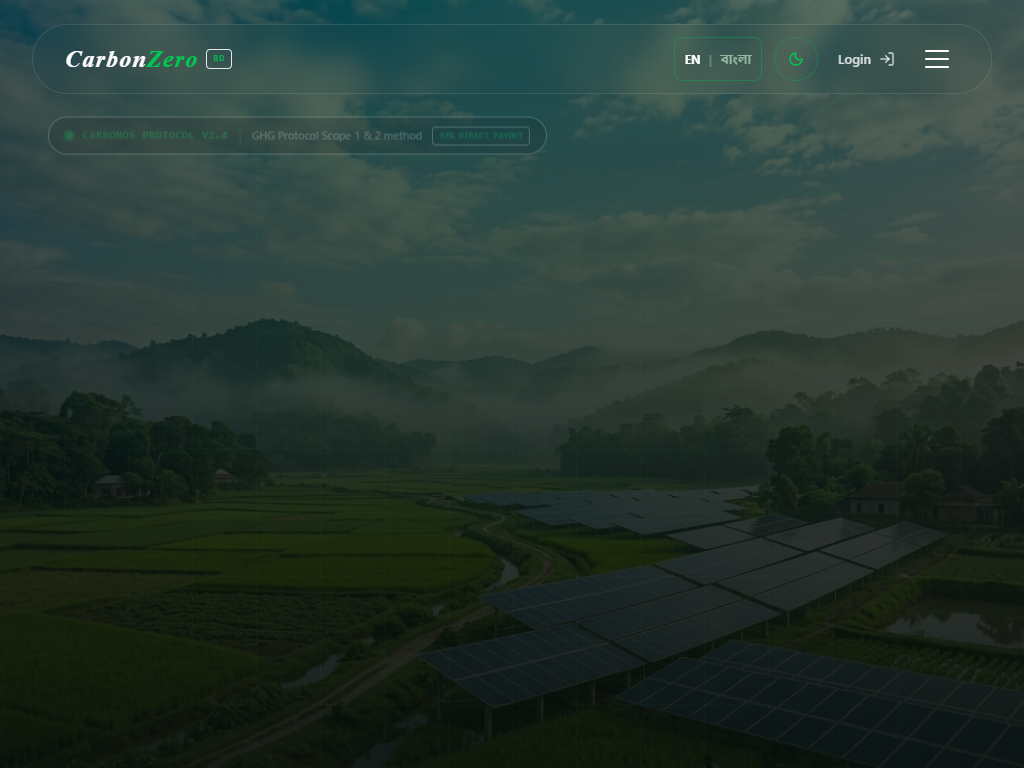 CarbonZero BD
EN | বাংলা
Login
CARBONOS PROTOCOL V2.4 | GHG Protocol Scope 1 & 2 method 97% DIRECT PAYOUT